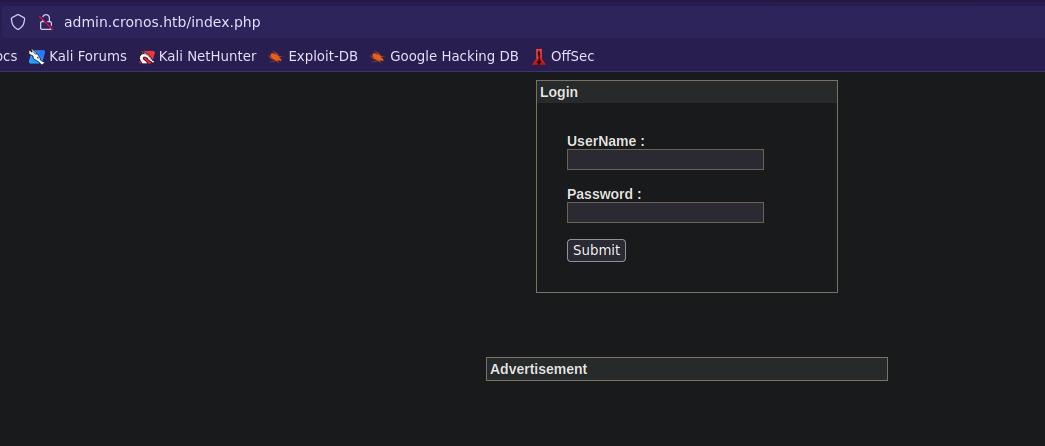 admin.cronos.htb/index.php
ocs Kali Forums Kali NetHunter Exploit-DB Google Hacking DB OffSec
Login
UserName :
Password :
Submit
Advertisement